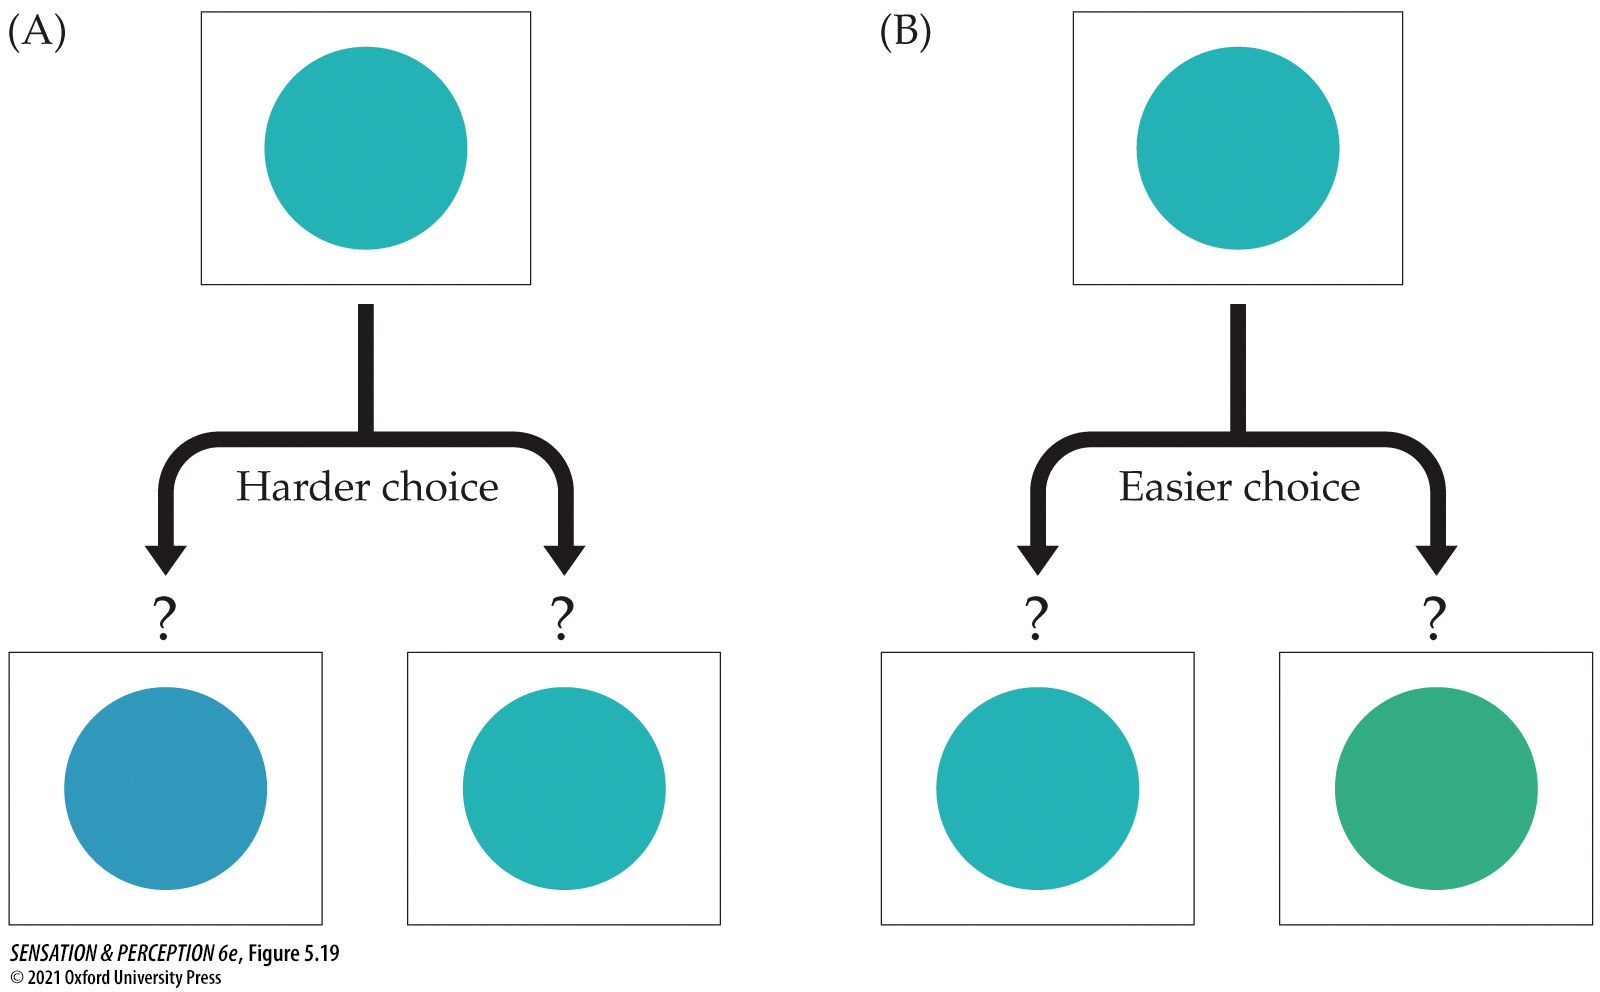 (A)
(B)
Harder choice
Easier choice
?
?
?
?
SENSATION & PERCEPTION 6e, Figure 5.19
© 2021 Oxford University Press